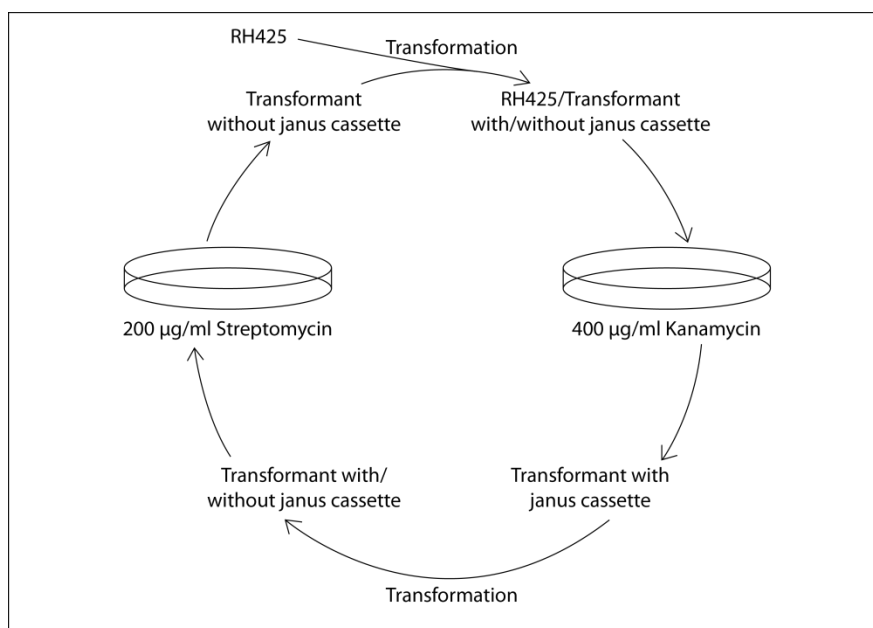 RH425
Transformation
Transformant
without janus cassette
RH425/Transformant
with/without janus cassette
200 µg/ml Streptomycin
400 µg/ml Kanamycin
Transformant with/
without janus cassette
Transformant with
janus cassette
Transformation